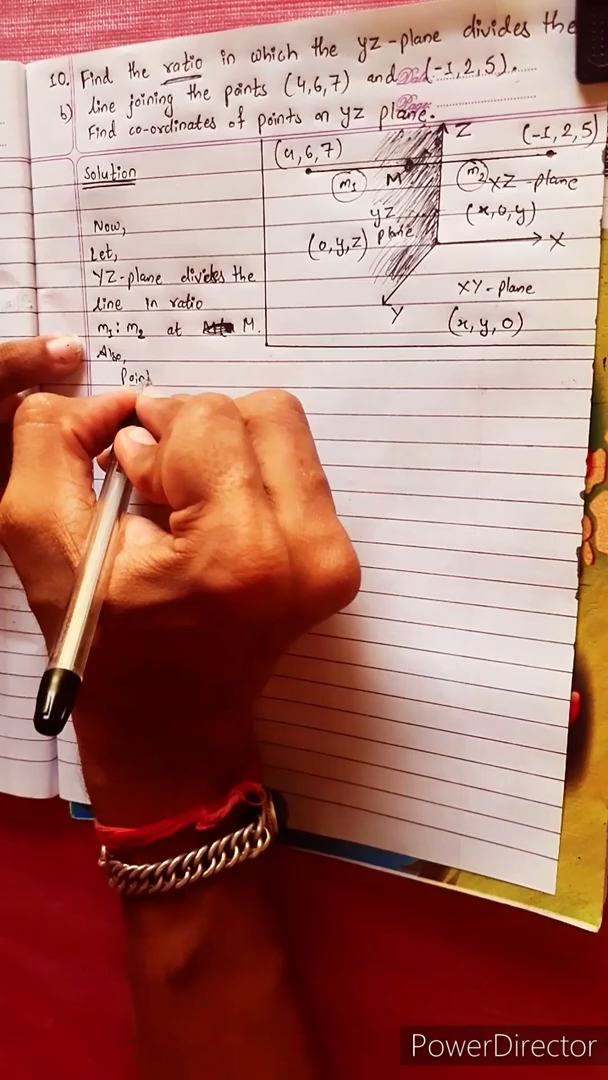 10. Find the ratio in which the yz-plane divides the
b) line joining the points (4,6,7) and (-1,2,5).
Find co-ordinates of points on yz plane.
Solution
Now,
Let,
YZ-plane divides the
line in ratio
m₁:m₂ at M.
Also,
Point
(4,6,7)
Z
(-1,2,5)
m₁
M
m₂
XZ-plane
(x,0,y)
yz
plane
(0,y,z)
X
Y
XY-plane
(x,y,0)
PowerDirector